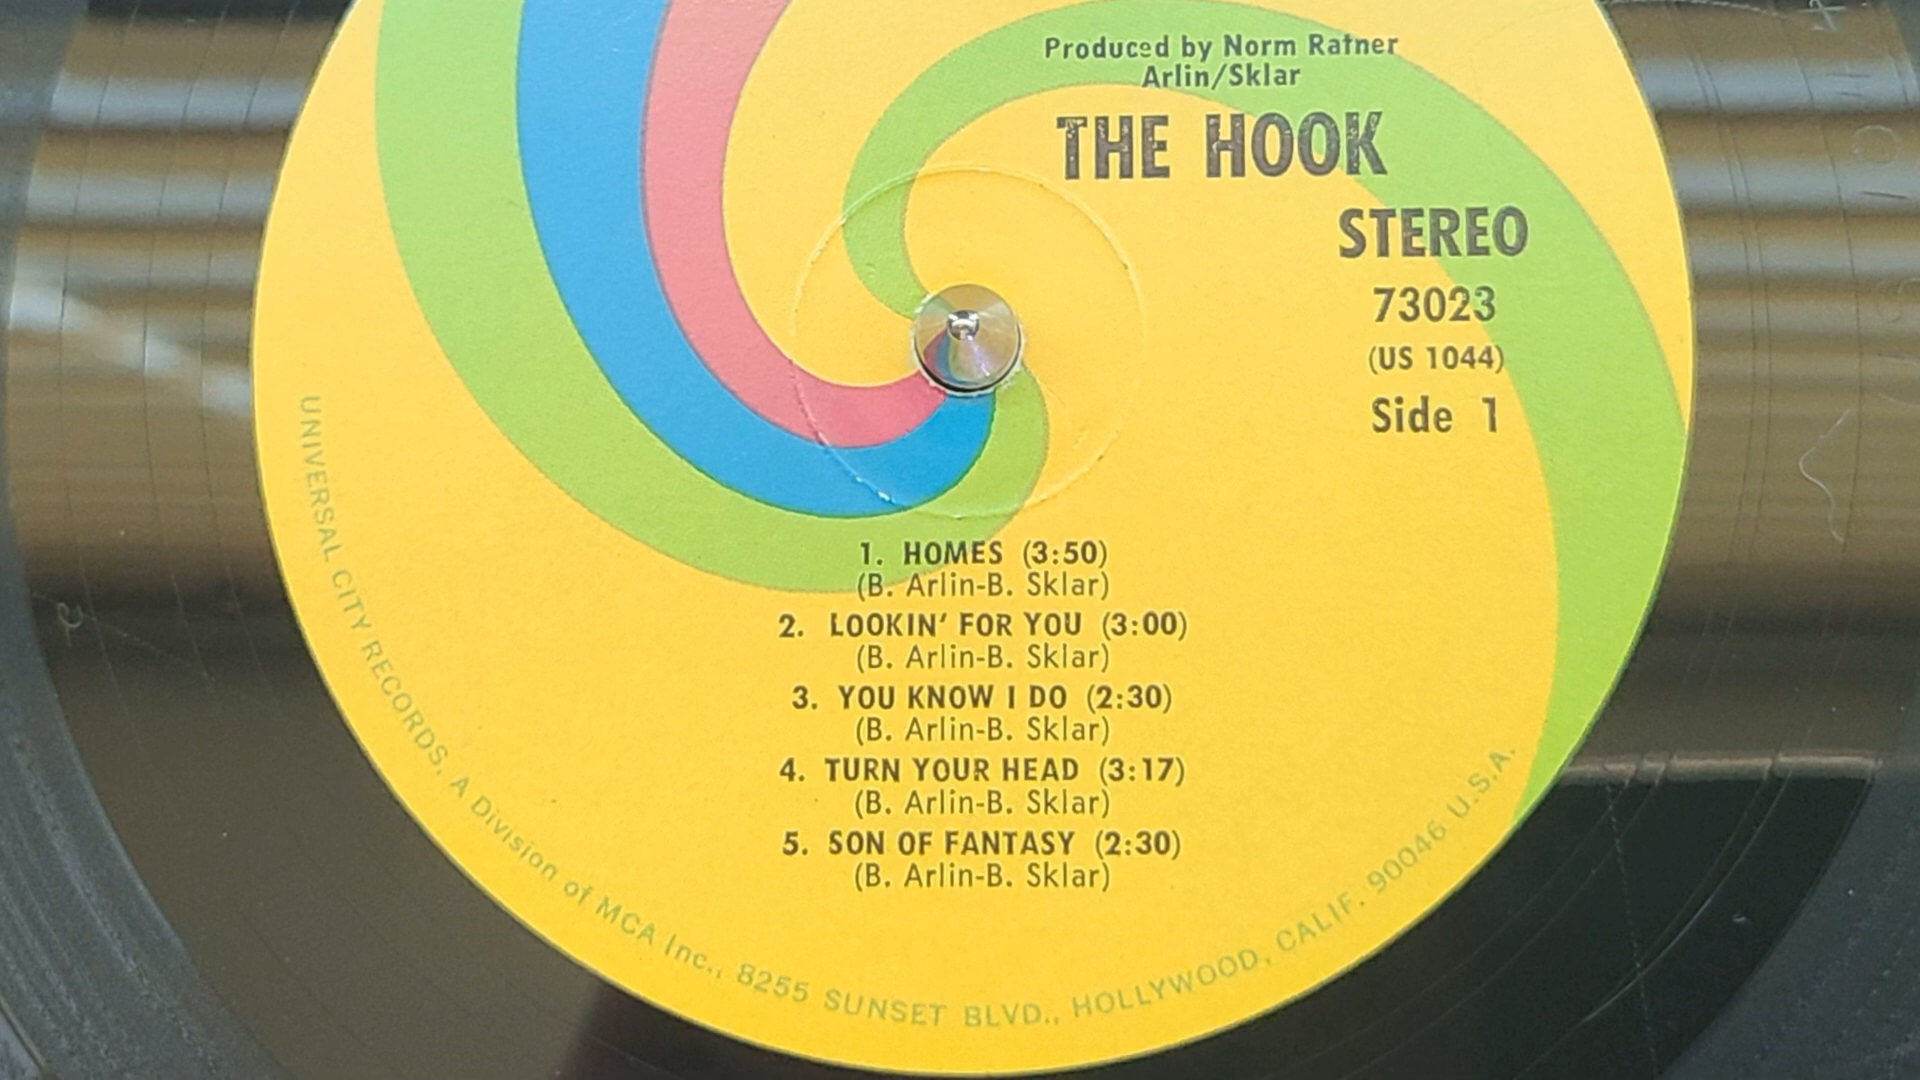 Produced by Norm Ratner
Arlin/Sklar
THE HOOK
STEREO
73023
(US 1044)
Side 1
1. HOMES (3:50)
(B. Arlin-B. Sklar)
2. LOOKIN' FOR YOU (3:00)
(B. Arlin-B. Sklar)
3. YOU KNOW I DO (2:30)
(B. Arlin-B. Sklar)
4. TURN YOUR HEAD (3:17)
(B. Arlin-B. Sklar)
5. SON OF FANTASY (2:30)
(B. Arlin-B. Sklar)
UNIVERSAL CITY RECORDS, A Division of MCA Inc., 8255 SUNSET BLVD., HOLLYWOOD, CALIF. 90046 U.S.A.